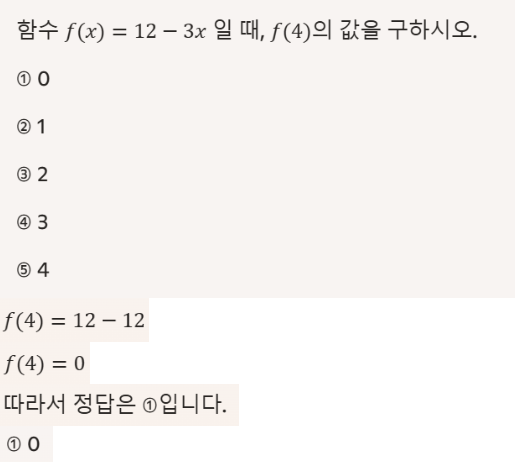 함수 f(x) = 12 − 3x 일 때, f(4)의 값을 구하시오.
① 0
② 1
③ 2
④ 3
⑤ 4
f(4) = 12 − 12
f(4) = 0
따라서 정답은 ①입니다.
① 0